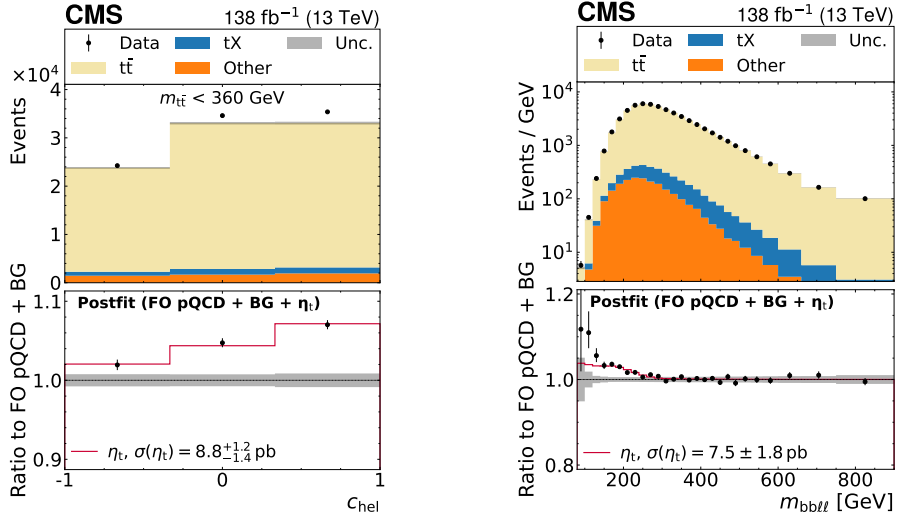 CMS 138 fb⁻¹ (13 TeV)
Data tX Unc.
tt̄ Other
×10⁴
m_tt̄ < 360 GeV
Events
4
3
2
1
0
Ratio to FO pQCD + BG
Postfit (FO pQCD + BG + η_t)
1.1
1.0
0.9
η_t, σ(η_t) = 8.8 +1.2 −1.4 pb
-1 0 1
c_hel
CMS 138 fb⁻¹ (13 TeV)
Data tX Unc.
tt̄ Other
Events / GeV
10⁴
10³
10²
10¹
Ratio to FO pQCD + BG
Postfit (FO pQCD + BG + η_t)
1.2
1.0
0.8
η_t, σ(η_t) = 7.5 ± 1.8 pb
200 400 600 800
m_bbℓℓ [GeV]